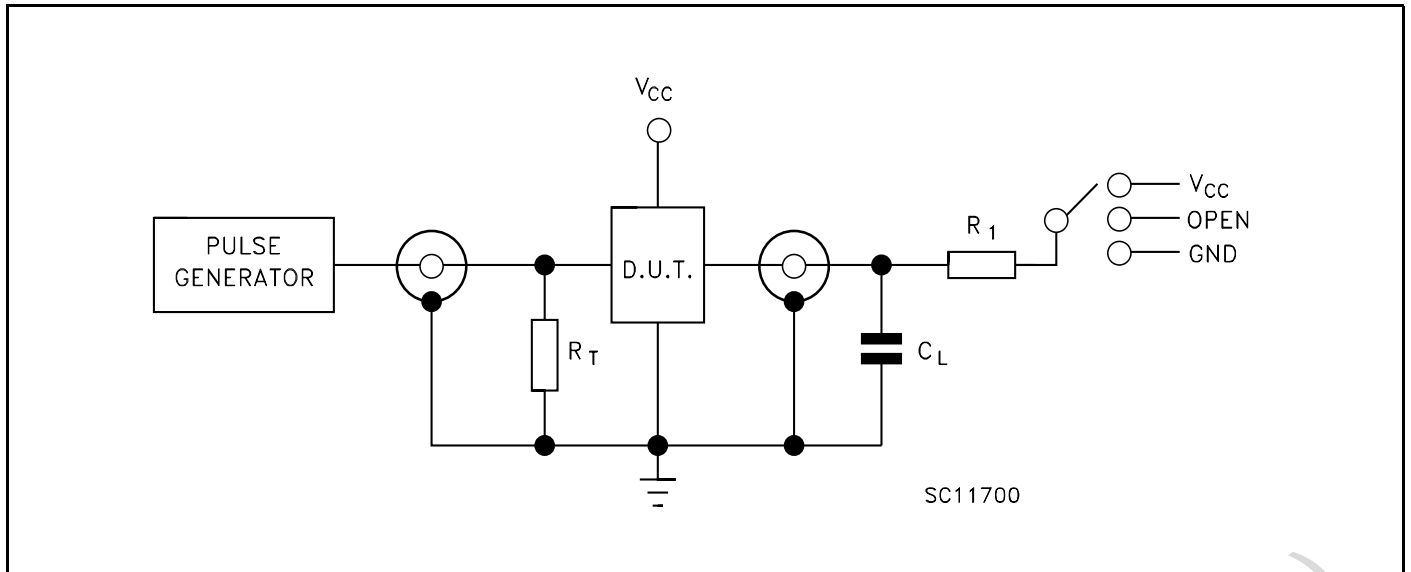 VCC
PULSE
GENERATOR
D.U.T.
RT
R1
VCC
OPEN
GND
CL
SC11700